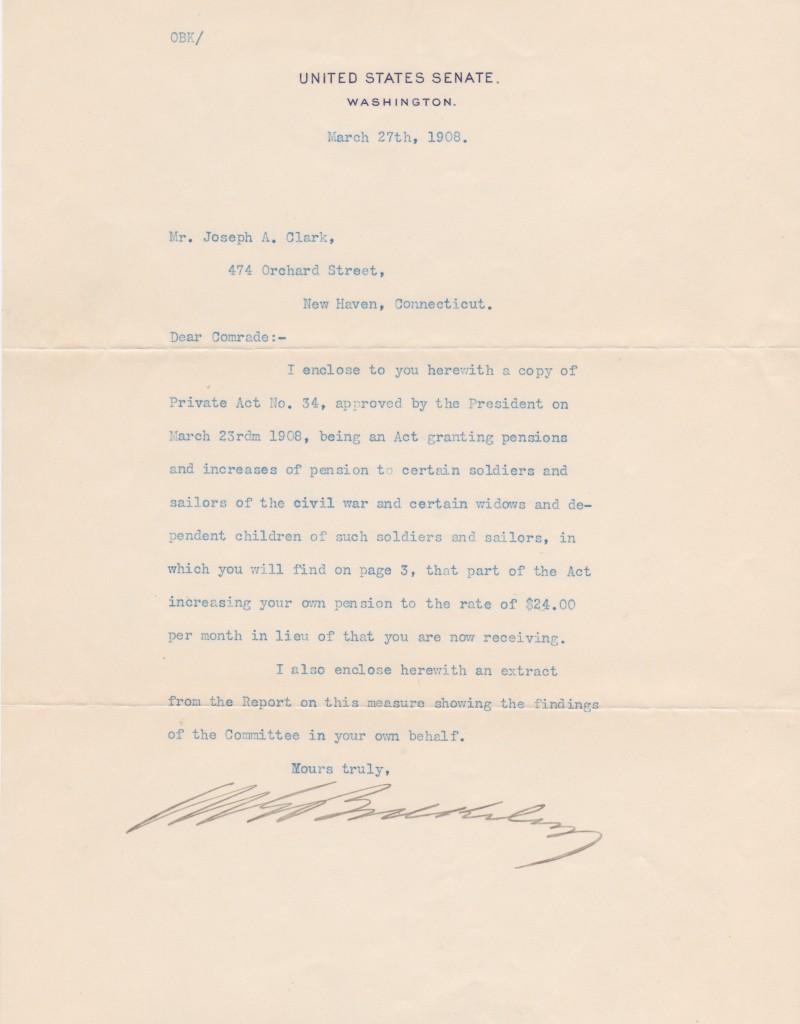 OBK/
UNITED STATES SENATE.
WASHINGTON.
March 27th, 1908.
Mr. Joseph A. Clark,
474 Orchard Street,
New Haven, Connecticut.
Dear Comrade:-
I enclose to you herewith a copy of
Private Act No. 34, approved by the President on
March 23rdm 1908, being an Act granting pensions
and increases of pension to certain soldiers and
sailors of the civil war and certain widows and de-
pendent children of such soldiers and sailors, in
which you will find on page 3, that part of the Act
increasing your own pension to the rate of $24.00
per month in lieu of that you are now receiving.
I also enclose herewith an extract
from the Report on this measure showing the findings
of the Committee in your own behalf.
Yours truly,